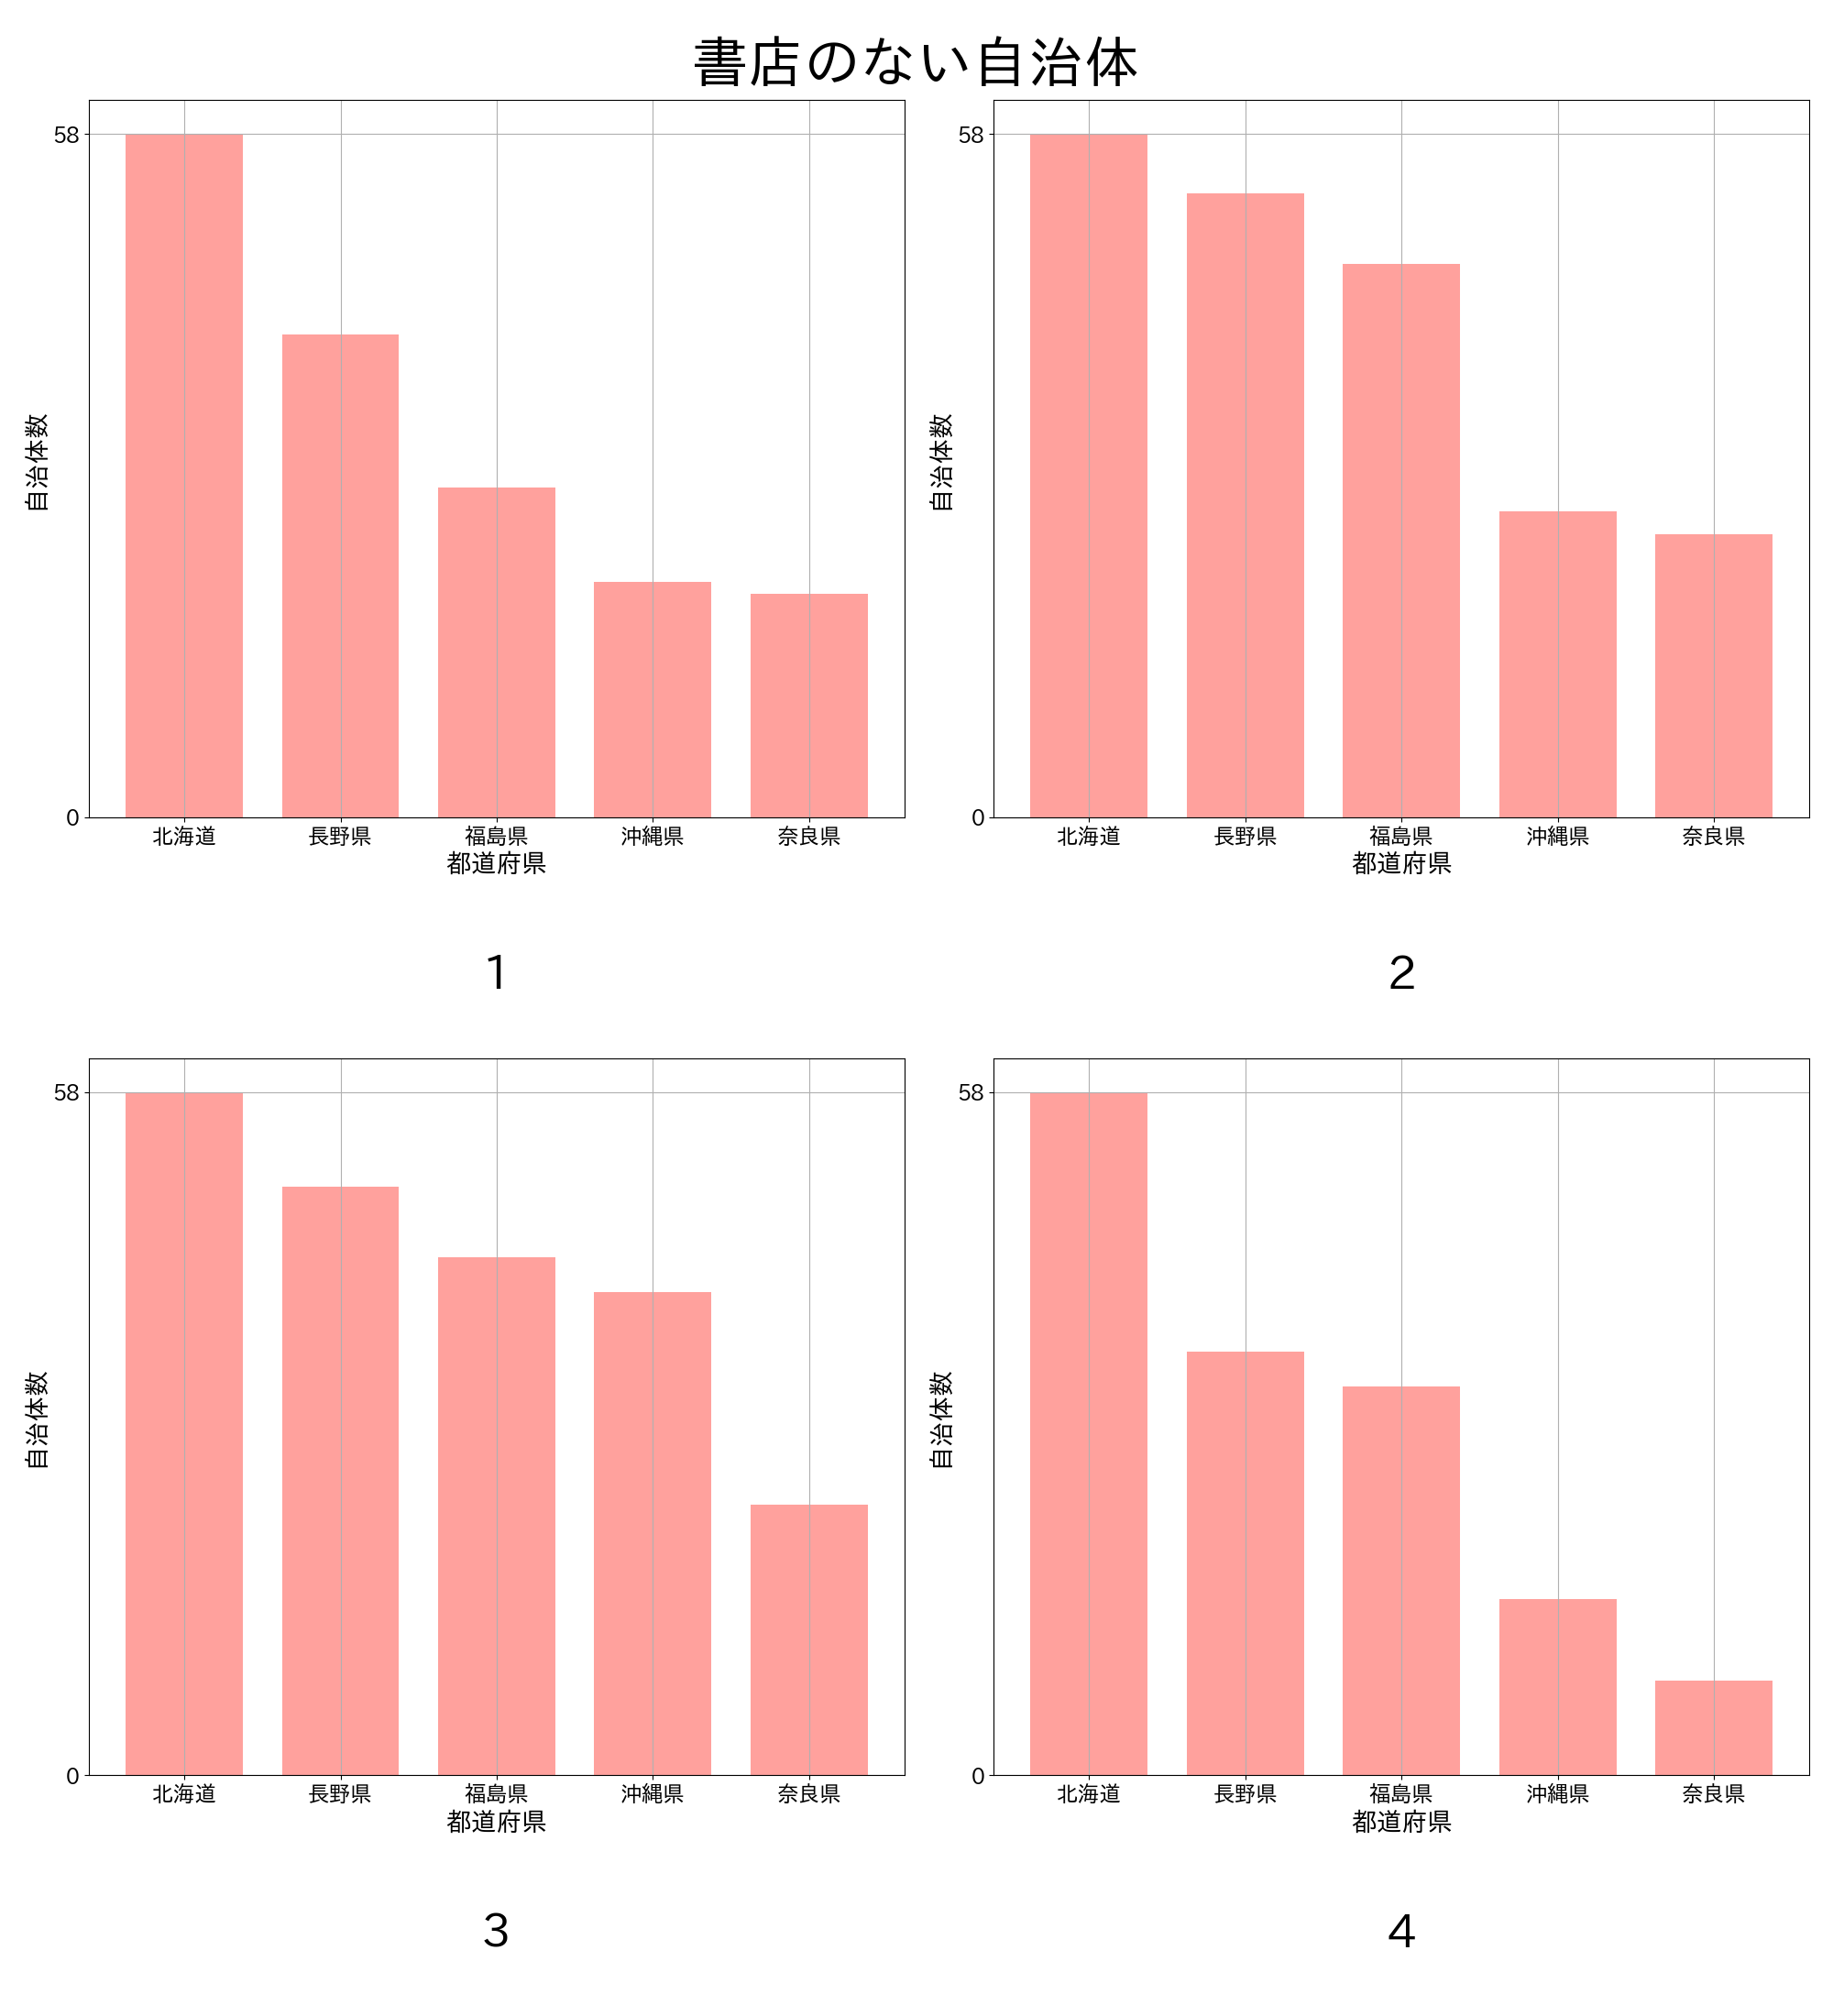 書店のない自治体
58
0
自治体数
北海道 長野県 福島県 沖縄県 奈良県
都道府県
1
58
0
自治体数
北海道 長野県 福島県 沖縄県 奈良県
都道府県
2
58
0
自治体数
北海道 長野県 福島県 沖縄県 奈良県
都道府県
3
58
0
自治体数
北海道 長野県 福島県 沖縄県 奈良県
都道府県
4